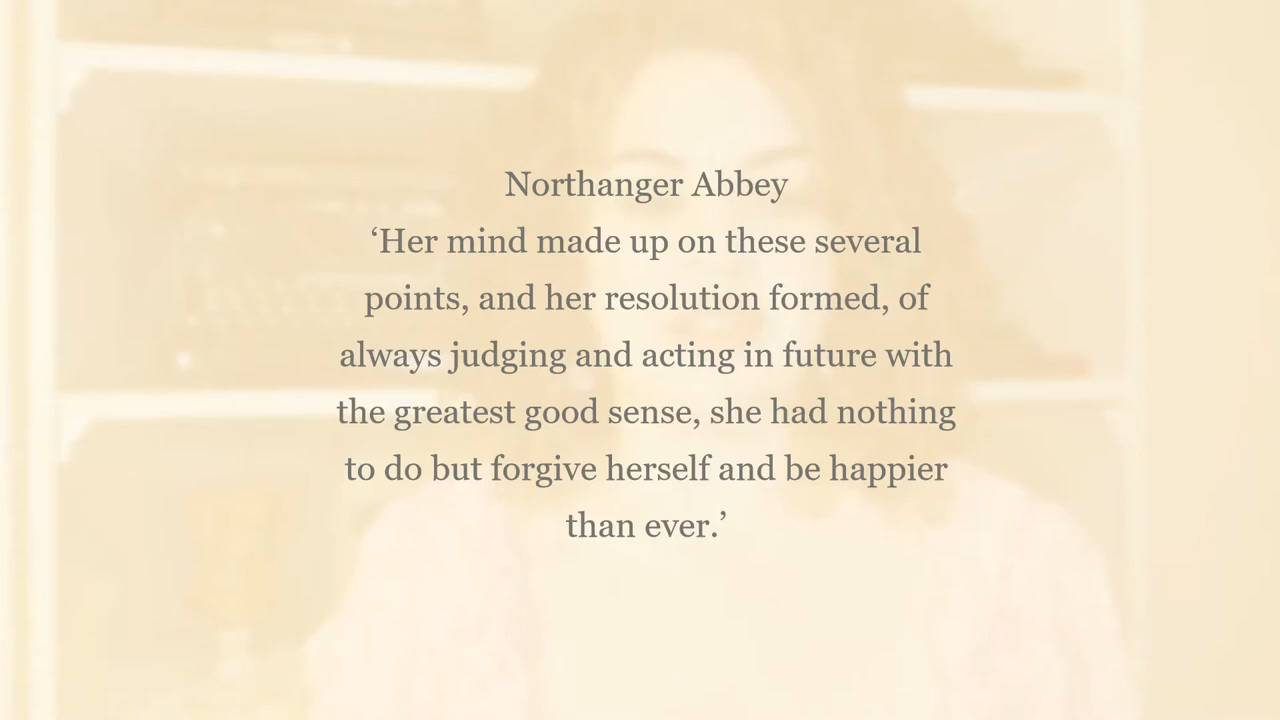 Northanger Abbey
‘Her mind made up on these several
points, and her resolution formed, of
always judging and acting in future with
the greatest good sense, she had nothing
to do but forgive herself and be happier
than ever.’